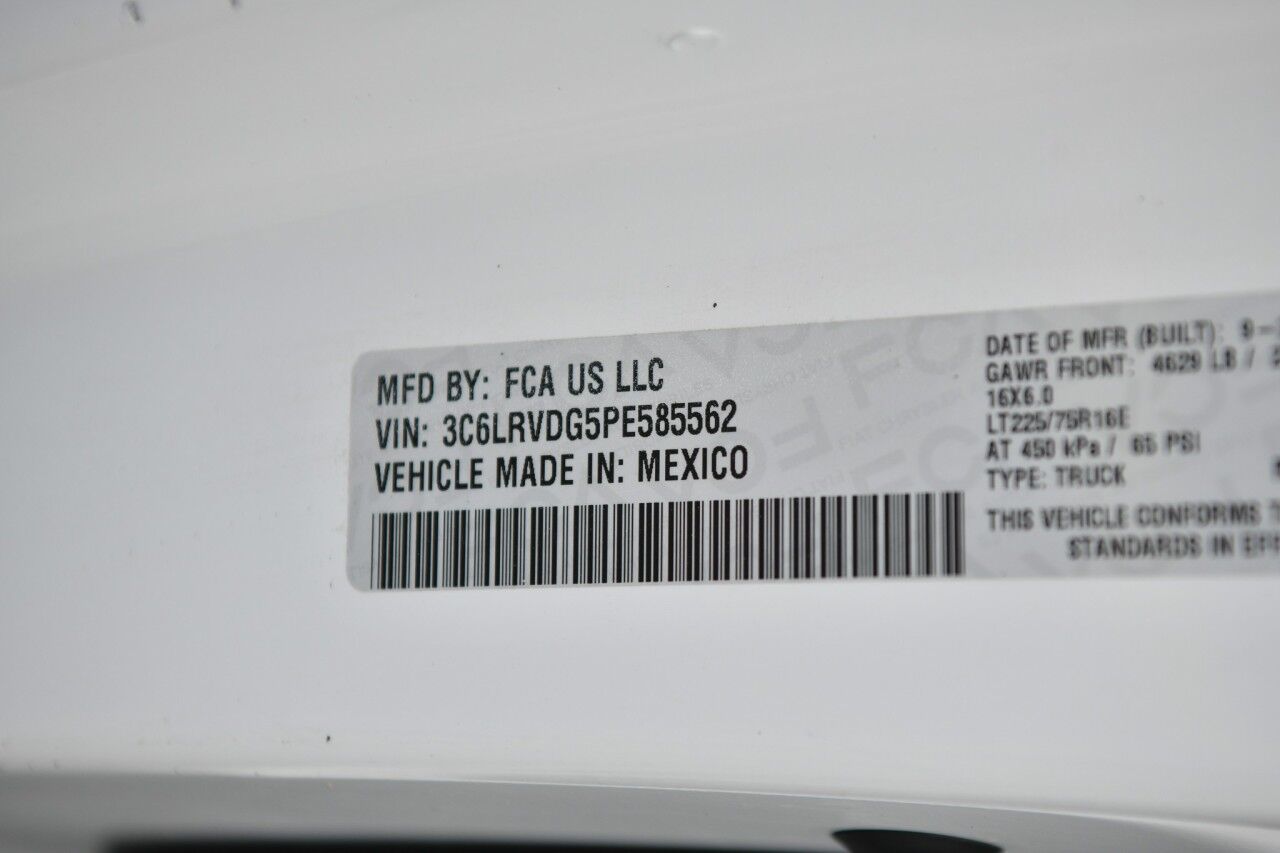 MFD BY: FCA US LLC
VIN: 3C6LRVDG5PE585562
VEHICLE MADE IN: MEXICO
DATE OF MFR (BUILT): 9-
GAWR FRONT: 4629 LB /
16X6.0
LT225/75R16E
AT 450 kPa / 65 PSI
TYPE: TRUCK
THIS VEHICLE CONFORMS
STANDARDS IN